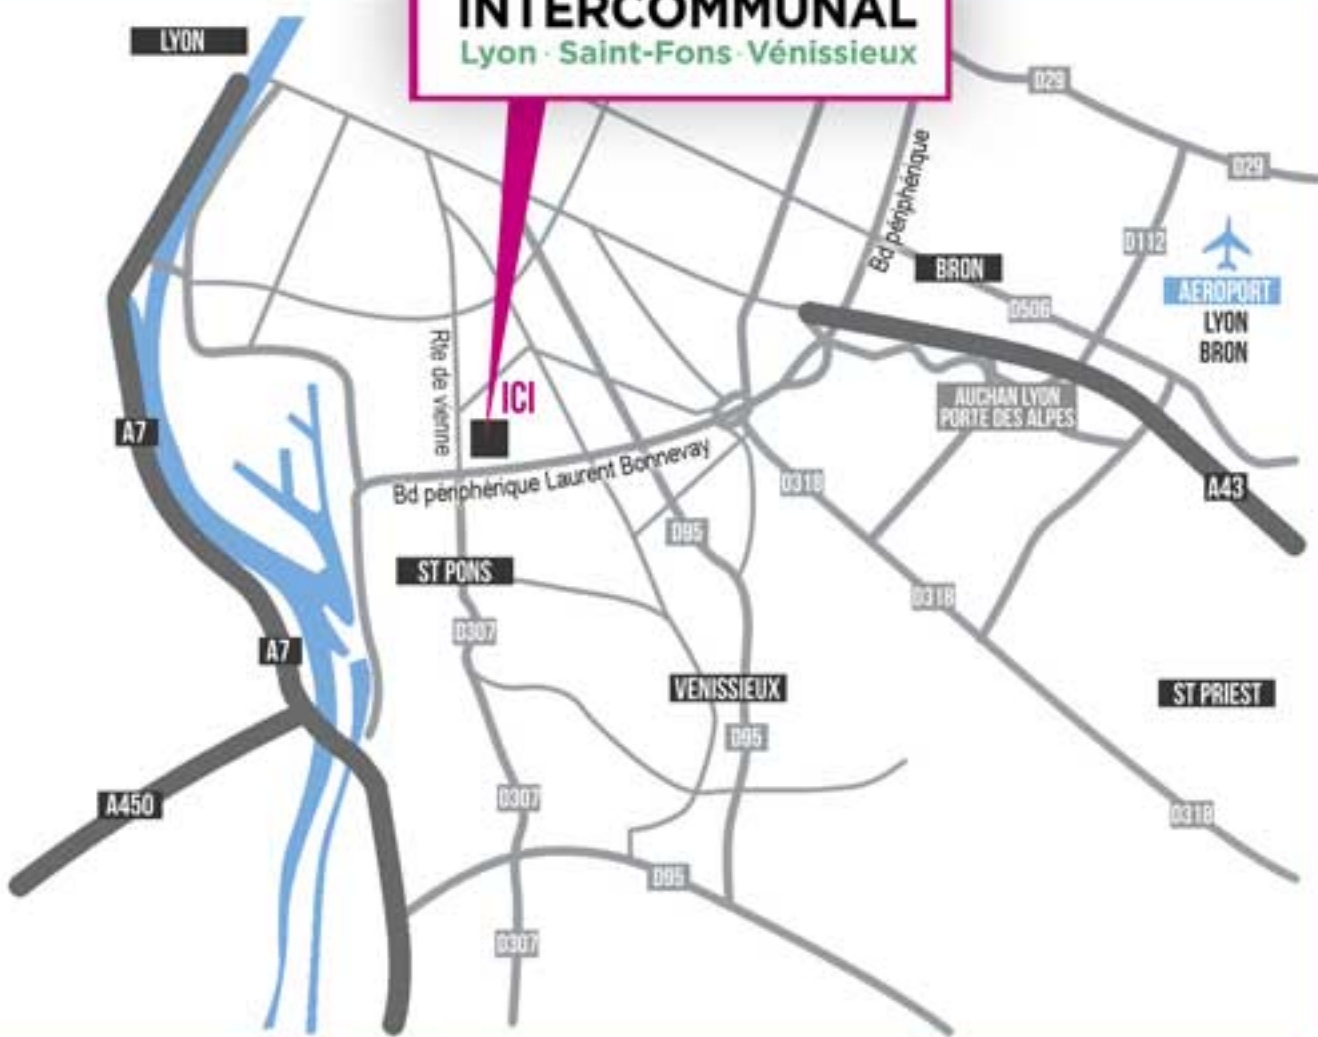 INTERCOMMUNAL
Lyon · Saint-Fons · Vénissieux
LYON
D29
D29
Bd périphérique
D112
BRON
AEROPORT
LYON
BRON
D506
Rte de vienne
ICI
AUCHAN LYON
PORTE DES ALPES
A7
Bd périphérique Laurent Bonnevay
D318
A43
D95
ST PONS
D318
D307
A7
VENISSIEUX
ST PRIEST
D95
D307
A450
D318
D95
D307